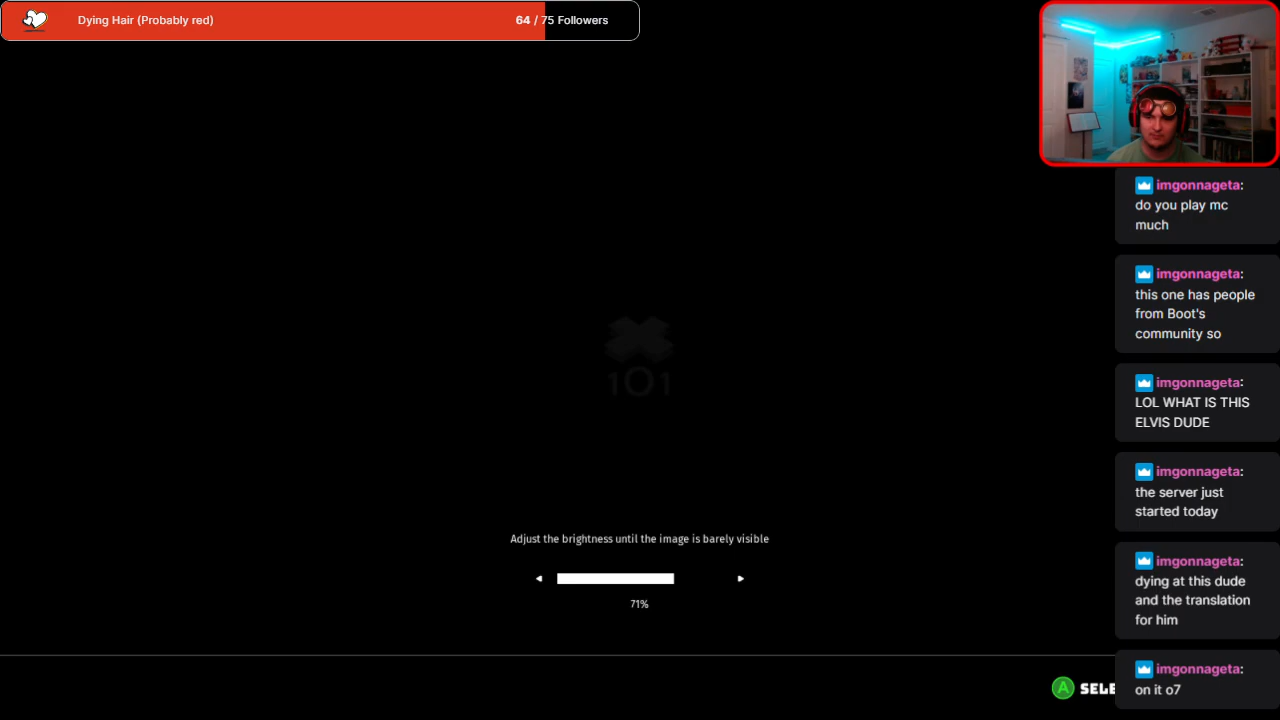 Dying Hair (Probably red)
64 / 75 Followers
imgonnageta:
do you play mc
much
imgonnageta:
this one has people
from Boot's
community so
imgonnageta:
LOL WHAT IS THIS
ELVIS DUDE
imgonnageta:
the server just
started today
imgonnageta:
dying at this dude
and the translation
for him
imgonnageta:
on it o7
101
Adjust the brightness until the image is barely visible
71%
A SELE